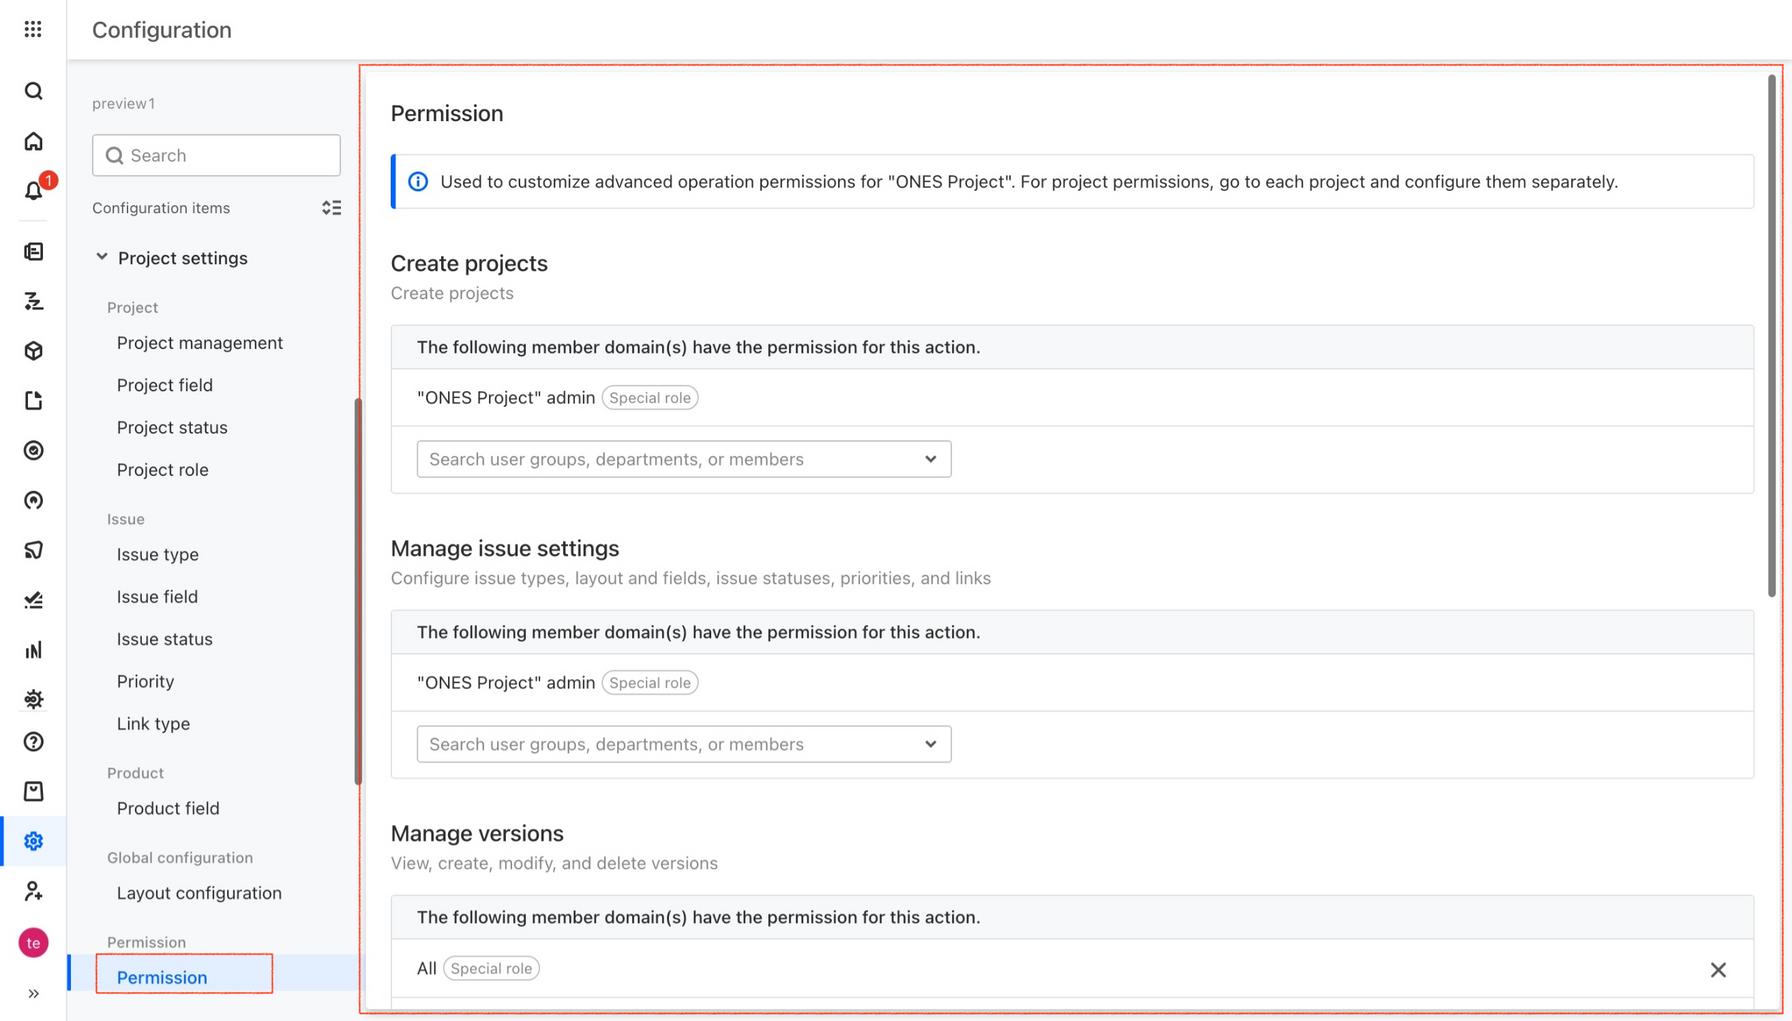 Configuration
1
te
preview1
Search
Configuration items
Project settings
Project
Project management
Project field
Project status
Project role
Issue
Issue type
Issue field
Issue status
Priority
Link type
Product
Product field
Global configuration
Layout configuration
Permission
Permission
Permission
Used to customize advanced operation permissions for "ONES Project". For project permissions, go to each project and configure them separately.
Create projects
Create projects
The following member domain(s) have the permission for this action.
"ONES Project" admin Special role
Search user groups, departments, or members
Manage issue settings
Configure issue types, layout and fields, issue statuses, priorities, and links
The following member domain(s) have the permission for this action.
"ONES Project" admin Special role
Search user groups, departments, or members
Manage versions
View, create, modify, and delete versions
The following member domain(s) have the permission for this action.
All Special role